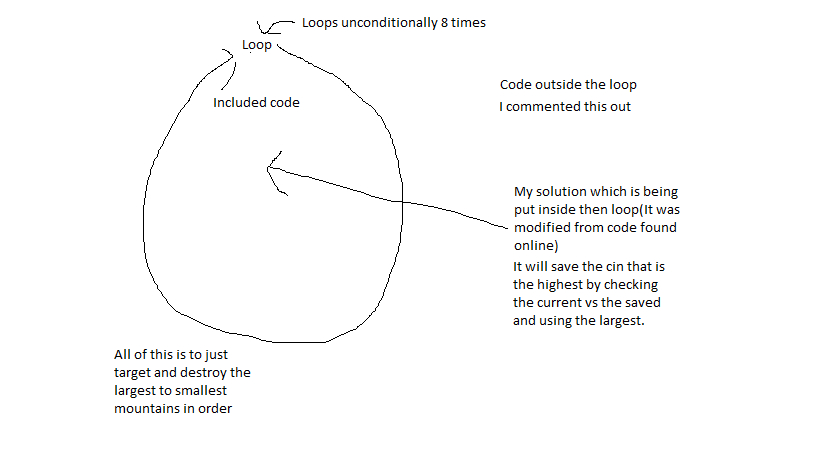 Loops unconditionally 8 times
Loop
Included code
Code outside the loop
I commented this out
My solution which is being
put inside then loop(It was
modified from code found
online)
It will save the cin that is
the highest by checking
the current vs the saved
and using the largest.
All of this is to just
target and destroy the
largest to smallest
mountains in order